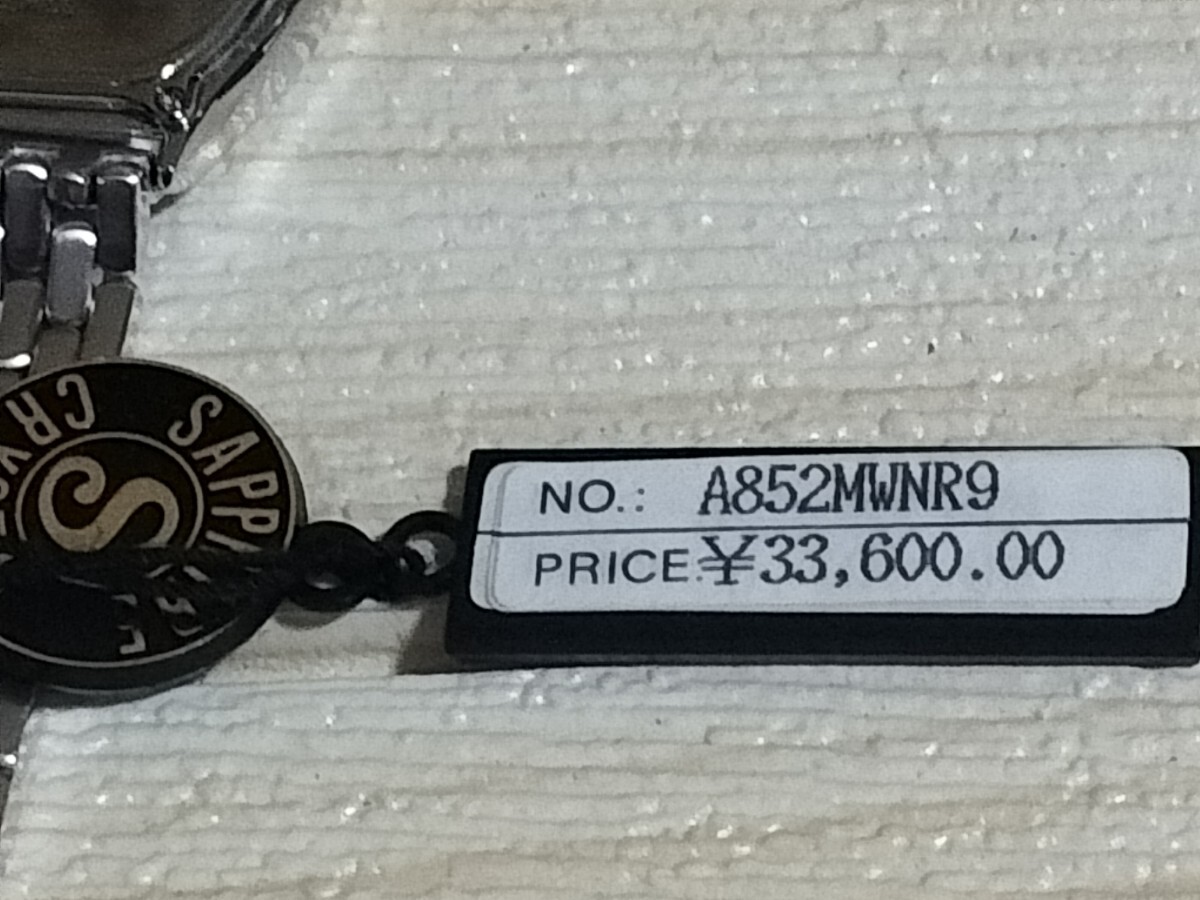 NO.: A852MWNR9
PRICE:¥33,600.00
S